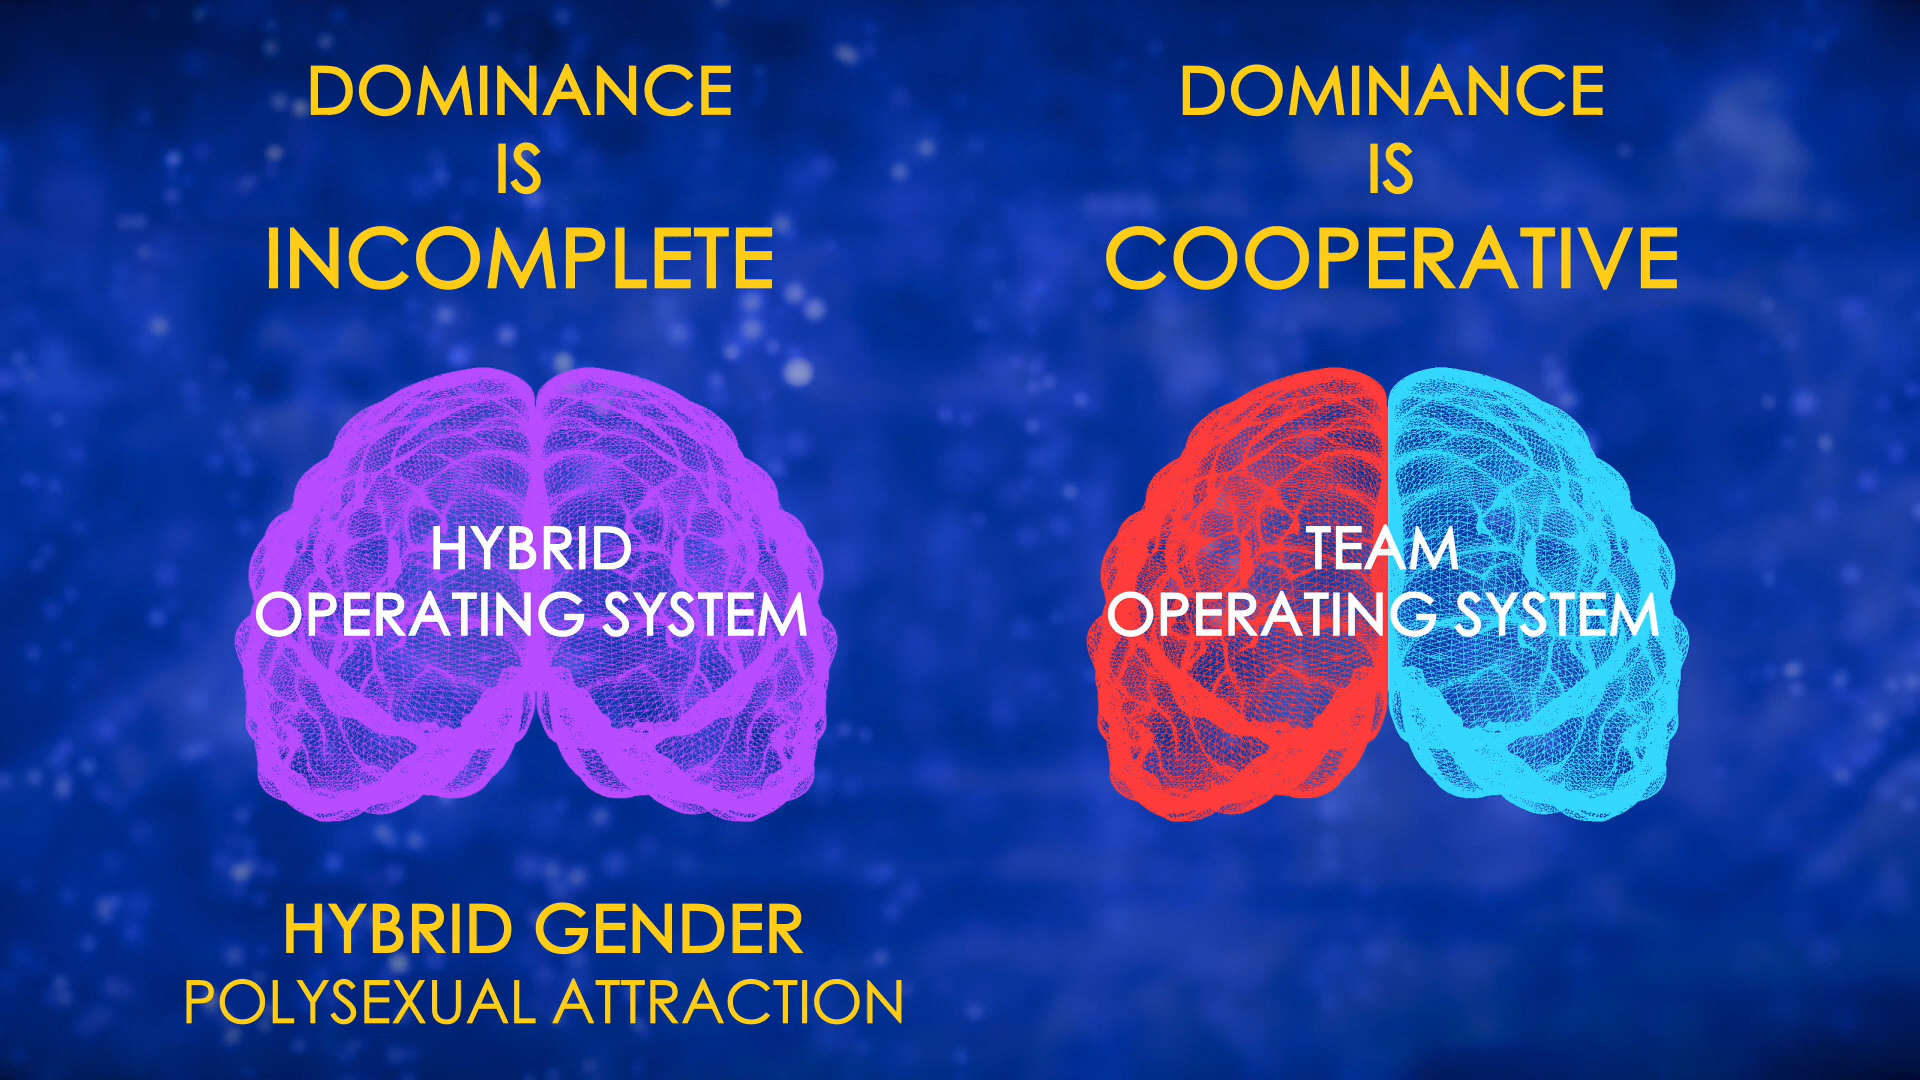 DOMINANCE
IS
INCOMPLETE
HYBRID
OPERATING SYSTEM
HYBRID GENDER
POLYSEXUAL ATTRACTION
DOMINANCE
IS
COOPERATIVE
TEAM
OPERATING SYSTEM